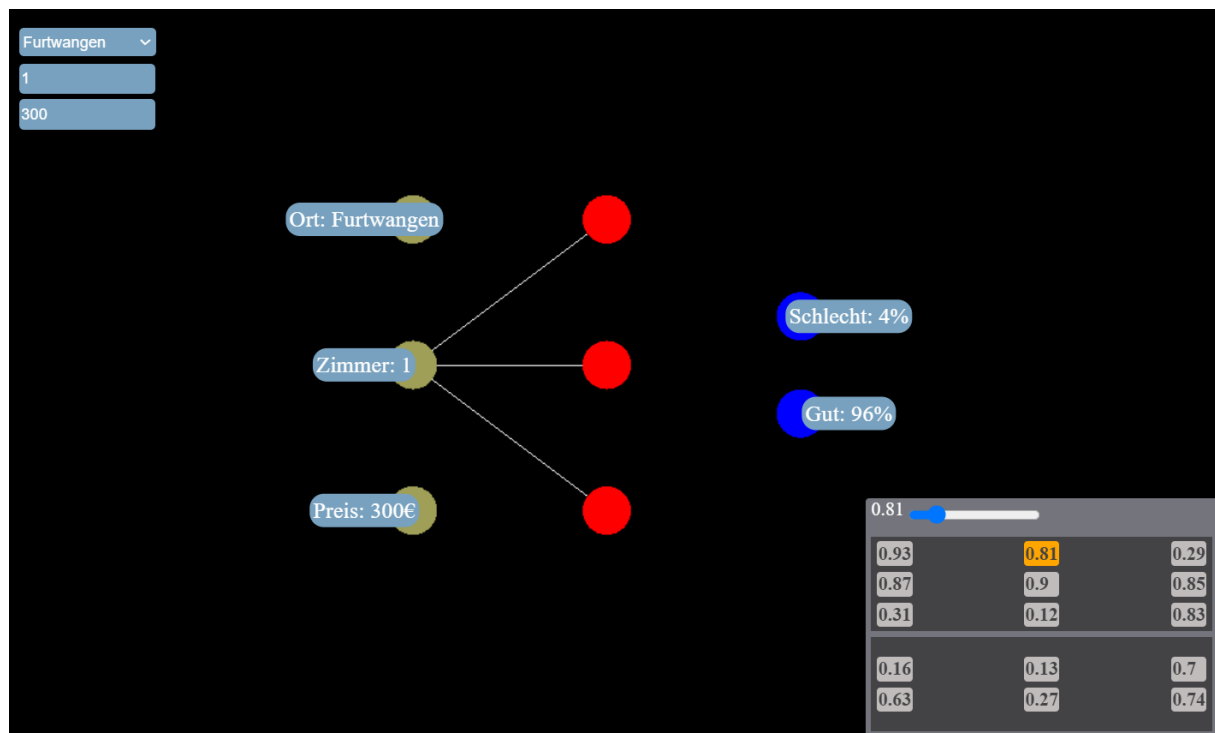 Furtwangen
1
300
Ort: Furtwangen
Zimmer: 1
Preis: 300€
Schlecht: 4%
Gut: 96%
0.81
0.93 0.81 0.29
0.87 0.9 0.85
0.31 0.12 0.83
0.16 0.13 0.7
0.63 0.27 0.74